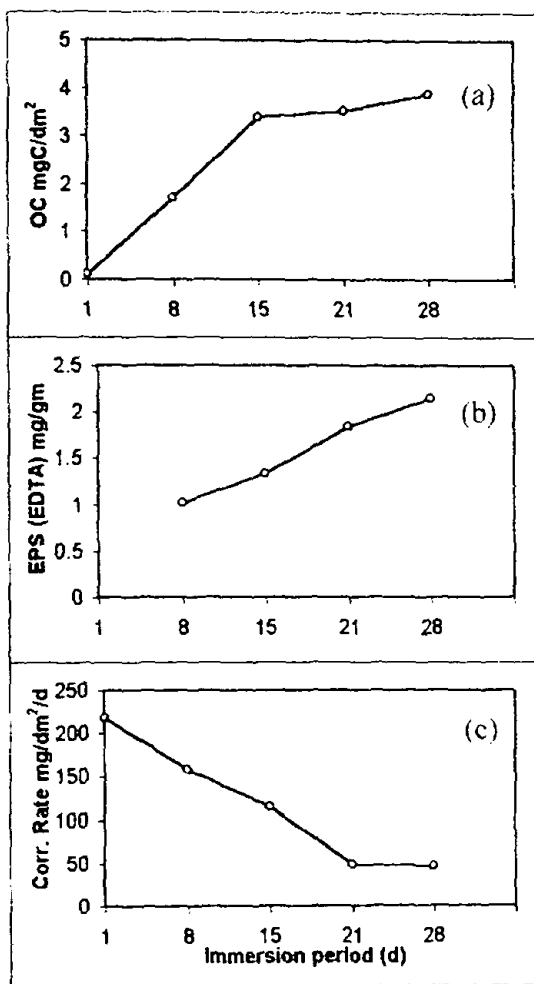 5
4
3
2
1
0
OC mgC/dm²
(a)
1 8 15 21 28
2.5
2
1.5
1
0.5
0
EPS (EDTA) mg/gm
(b)
1 8 15 21 28
250
200
150
100
50
0
Corr. Rate mg/dm²/d
(c)
1 8 15 21 28
Immersion period (d)